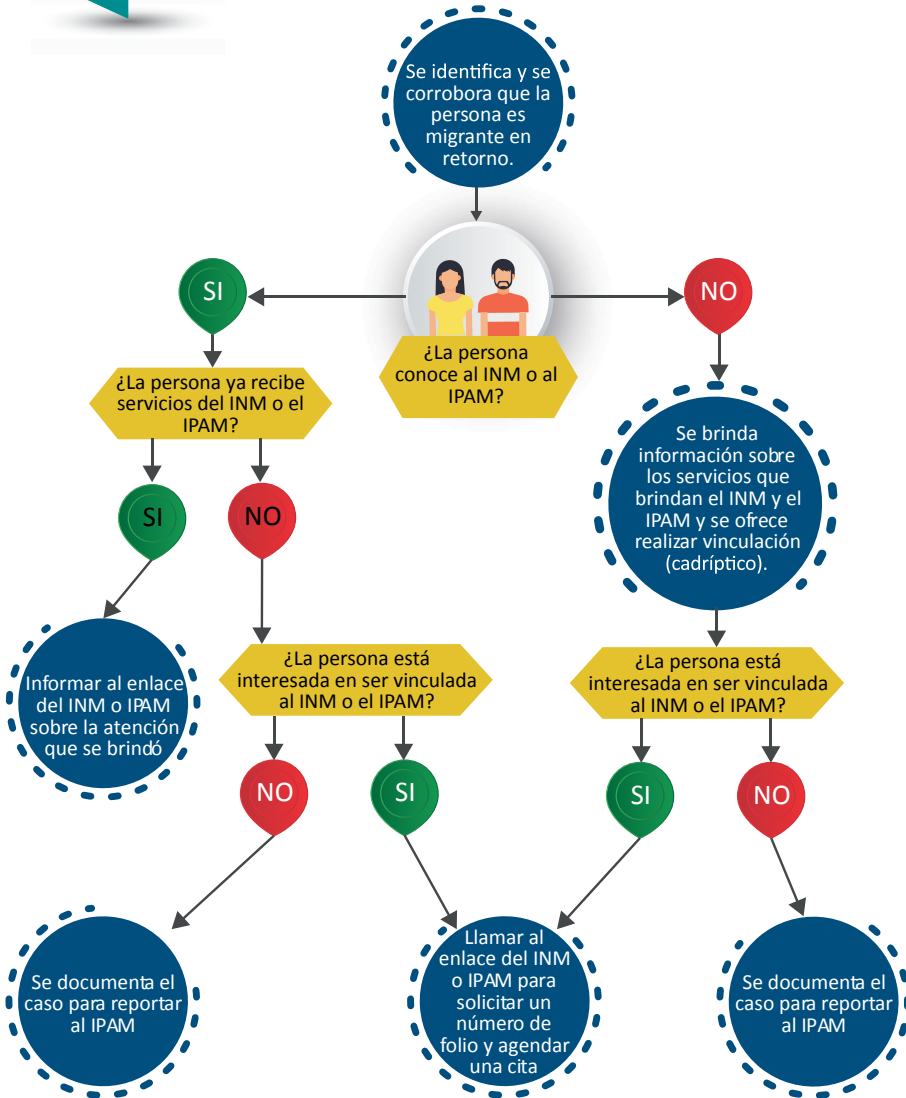 Se identifica y se
corrobora que la
persona es
migrante en
retorno.
SI
NO
¿La persona
conoce al INM o al
IPAM?
¿La persona ya recibe
servicios del INM o el
IPAM?
Se brinda
información sobre
los servicios que
brindan el INM y el
IPAM y se ofrece
realizar vinculación
(cadríptico).
SI
NO
Informar al enlace
del INM o IPAM
sobre la atención
que se brindó
¿La persona está
interesada en ser vinculada
al INM o el IPAM?
¿La persona está
interesada en ser vinculada
al INM o el IPAM?
NO
SI
SI
NO
Se documenta el
caso para reportar
al IPAM
Llamar al
enlace del INM
o IPAM para
solicitar un
número de
folio y agendar
una cita
Se documenta el
caso para reportar
al IPAM